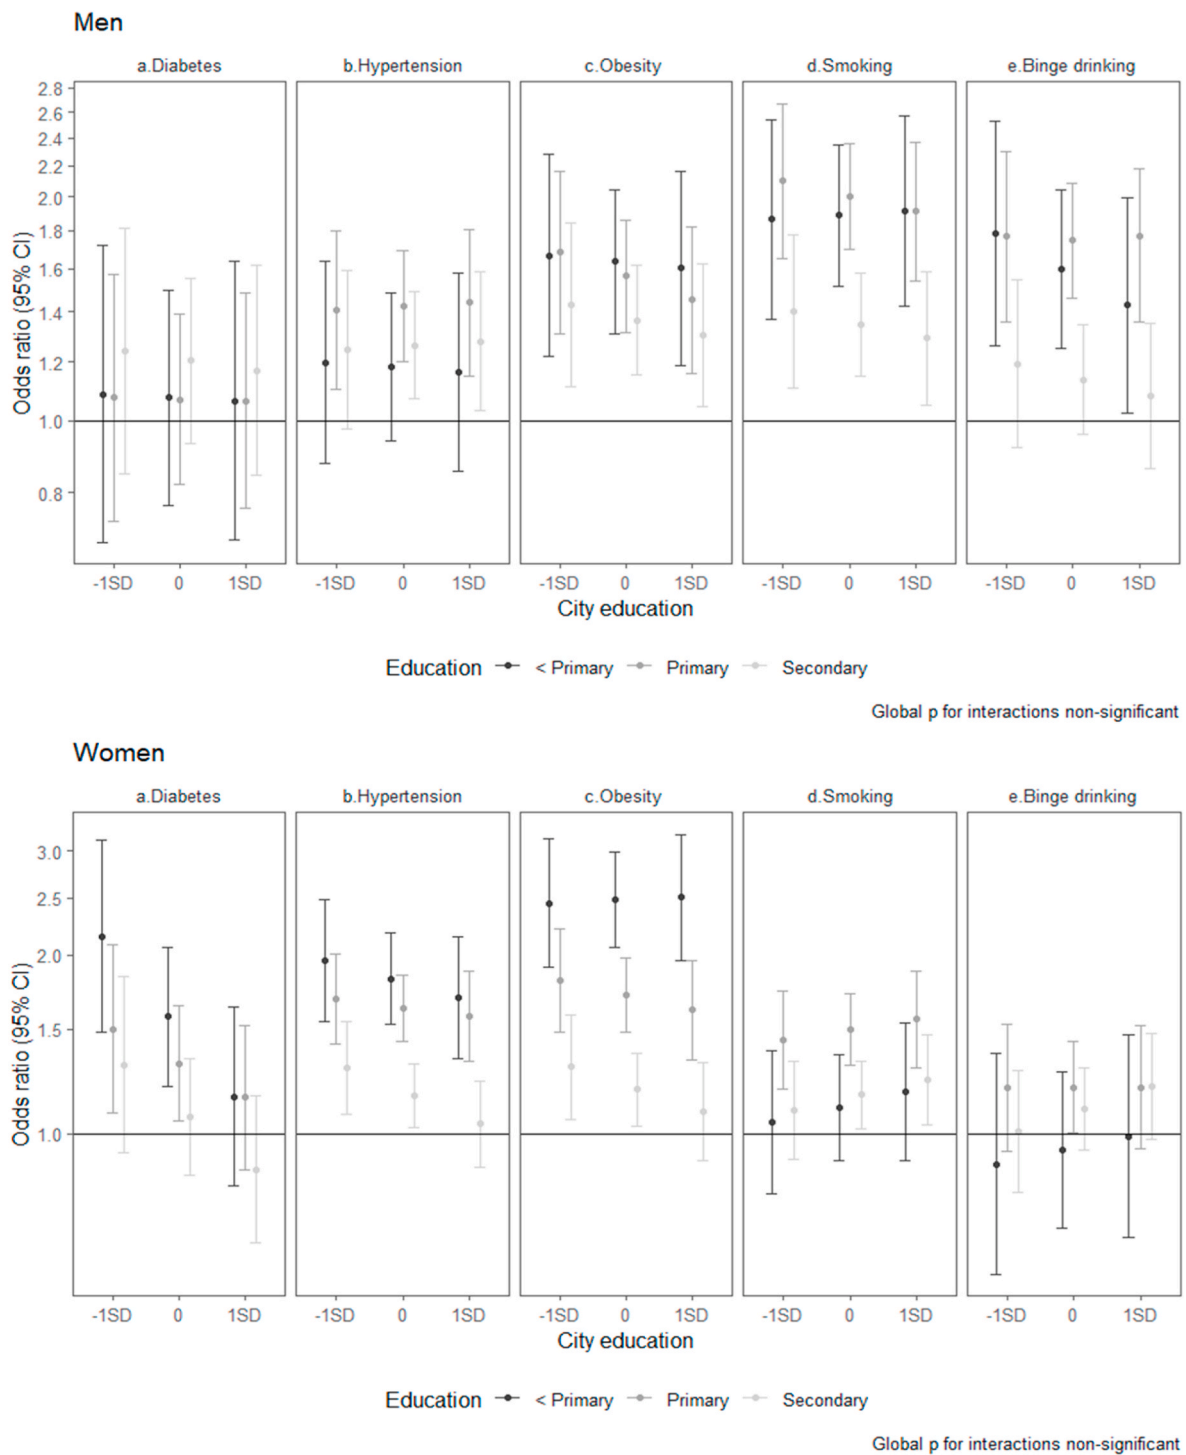 Men
a.Diabetes b.Hypertension c.Obesity d.Smoking e.Binge drinking
Odds ratio (95% CI)
2.8
2.6
2.4
2.2
2.0
1.8
1.6
1.4
1.2
1.0
0.8
-1SD 0 1SD -1SD 0 1SD -1SD 0 1SD -1SD 0 1SD -1SD 0 1SD
City education
Education < Primary Primary Secondary
Global p for interactions non-significant
Women
a.Diabetes b.Hypertension c.Obesity d.Smoking e.Binge drinking
Odds ratio (95% CI)
3.0
2.5
2.0
1.5
1.0
-1SD 0 1SD -1SD 0 1SD -1SD 0 1SD -1SD 0 1SD -1SD 0 1SD
City education
Education < Primary Primary Secondary
Global p for interactions non-significant